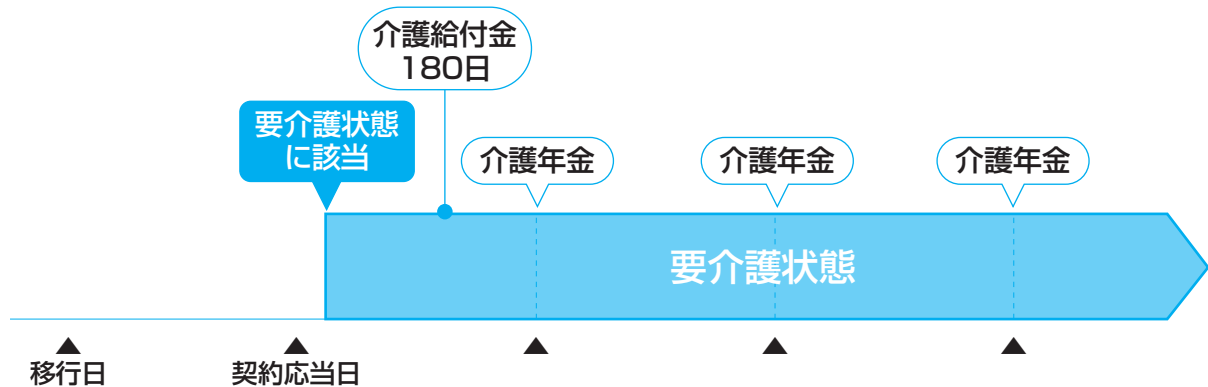 介護給付金
180日
要介護状態
に該当
介護年金
介護年金
介護年金
要介護状態
移行日
契約応当日